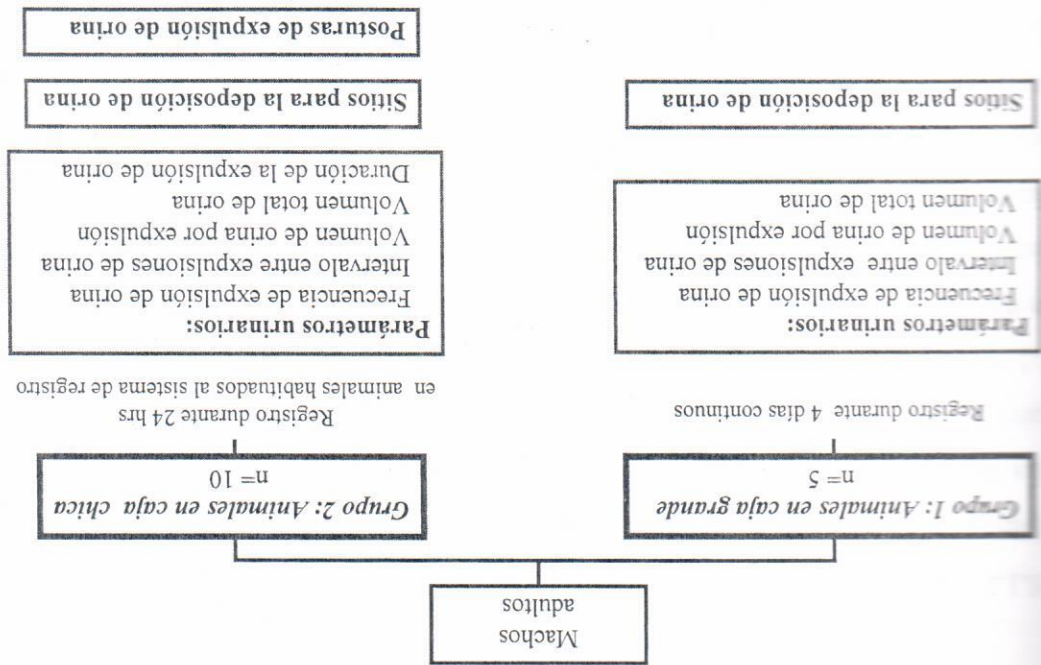 Machos
adultos
Grupo 1: Animales en caja grande
n= 5
Registro durante 4 días continuos
Parámetros urinarios:
Frecuencia de expulsión de orina
Intervalo entre expulsiones de orina
Volumen de orina por expulsión
Volumen total de orina
Sitios para la deposición de orina
Grupo 2: Animales en caja chica
n= 10
Registro durante 24 hrs
en animales habituados al sistema de registro
Parámetros urinarios:
Frecuencia de expulsión de orina
Intervalo entre expulsiones de orina
Volumen de orina por expulsión
Volumen total de orina
Duración de la expulsión de orina
Sitios para la deposición de orina
Posturas de expulsión de orina